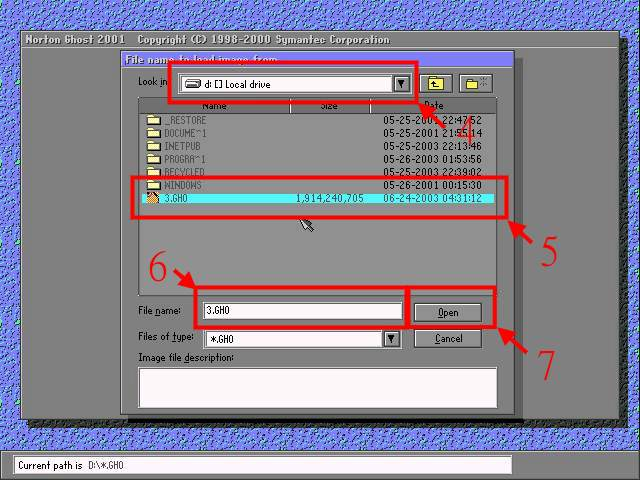 Norton Ghost 2001 Copyright (C) 1998-2000 Symantec Corporation
File name to load image from
Look in: d: [] Local drive
4
Name Size Date
_RESTORE 05-25-2001 22:47:52
DOCUME~1 05-25-2001 21:55:14
INETPUB 05-25-2003 22:13:46
PROGRA~1 05-26-2003 01:53:56
RECYCLED 05-25-2003 22:39:02
WINDOWS 05-26-2001 00:15:30
3.GHO 1,914,240,705 06-24-2003 04:31:12
5
6
File name: 3.GHO Open
Files of type: *.GHO Cancel
7
Image file description:
Current path is D:\*.GHO